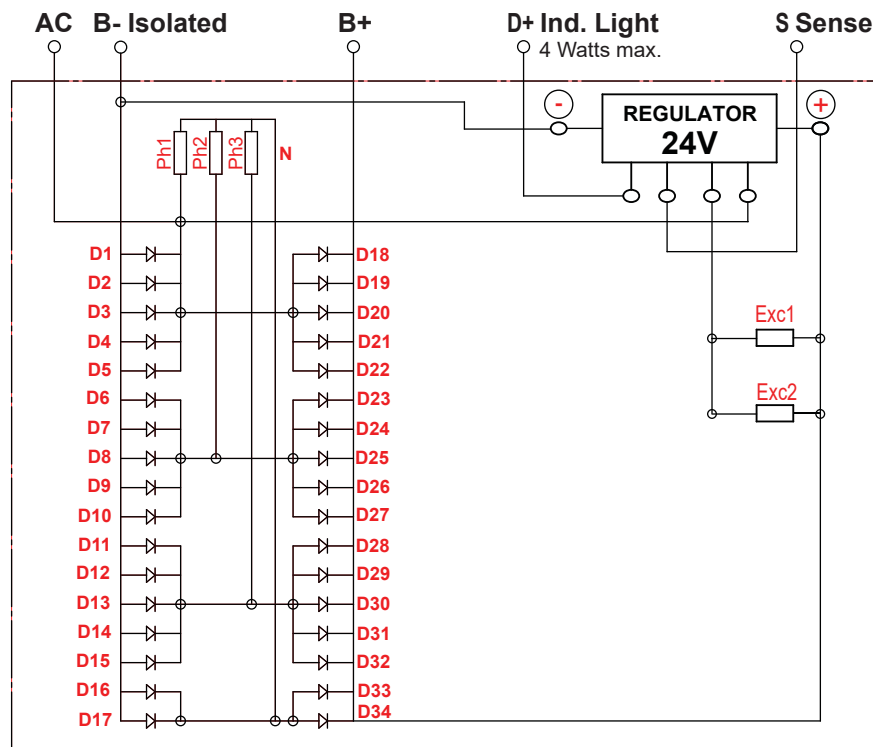 AC B- Isolated B+ D+ Ind. Light S Sense
4 Watts max.
- REGULATOR +
24V
Ph1 Ph2 Ph3 N
D1 D18
D2 D19
D3 D20
D4 D21
D5 D22
D6 D23
D7 D24
D8 D25
D9 D26
D10 D27
D11 D28
D12 D29
D13 D30
D14 D31
D15 D32
D16 D33
D17 D34
Exc1
Exc2